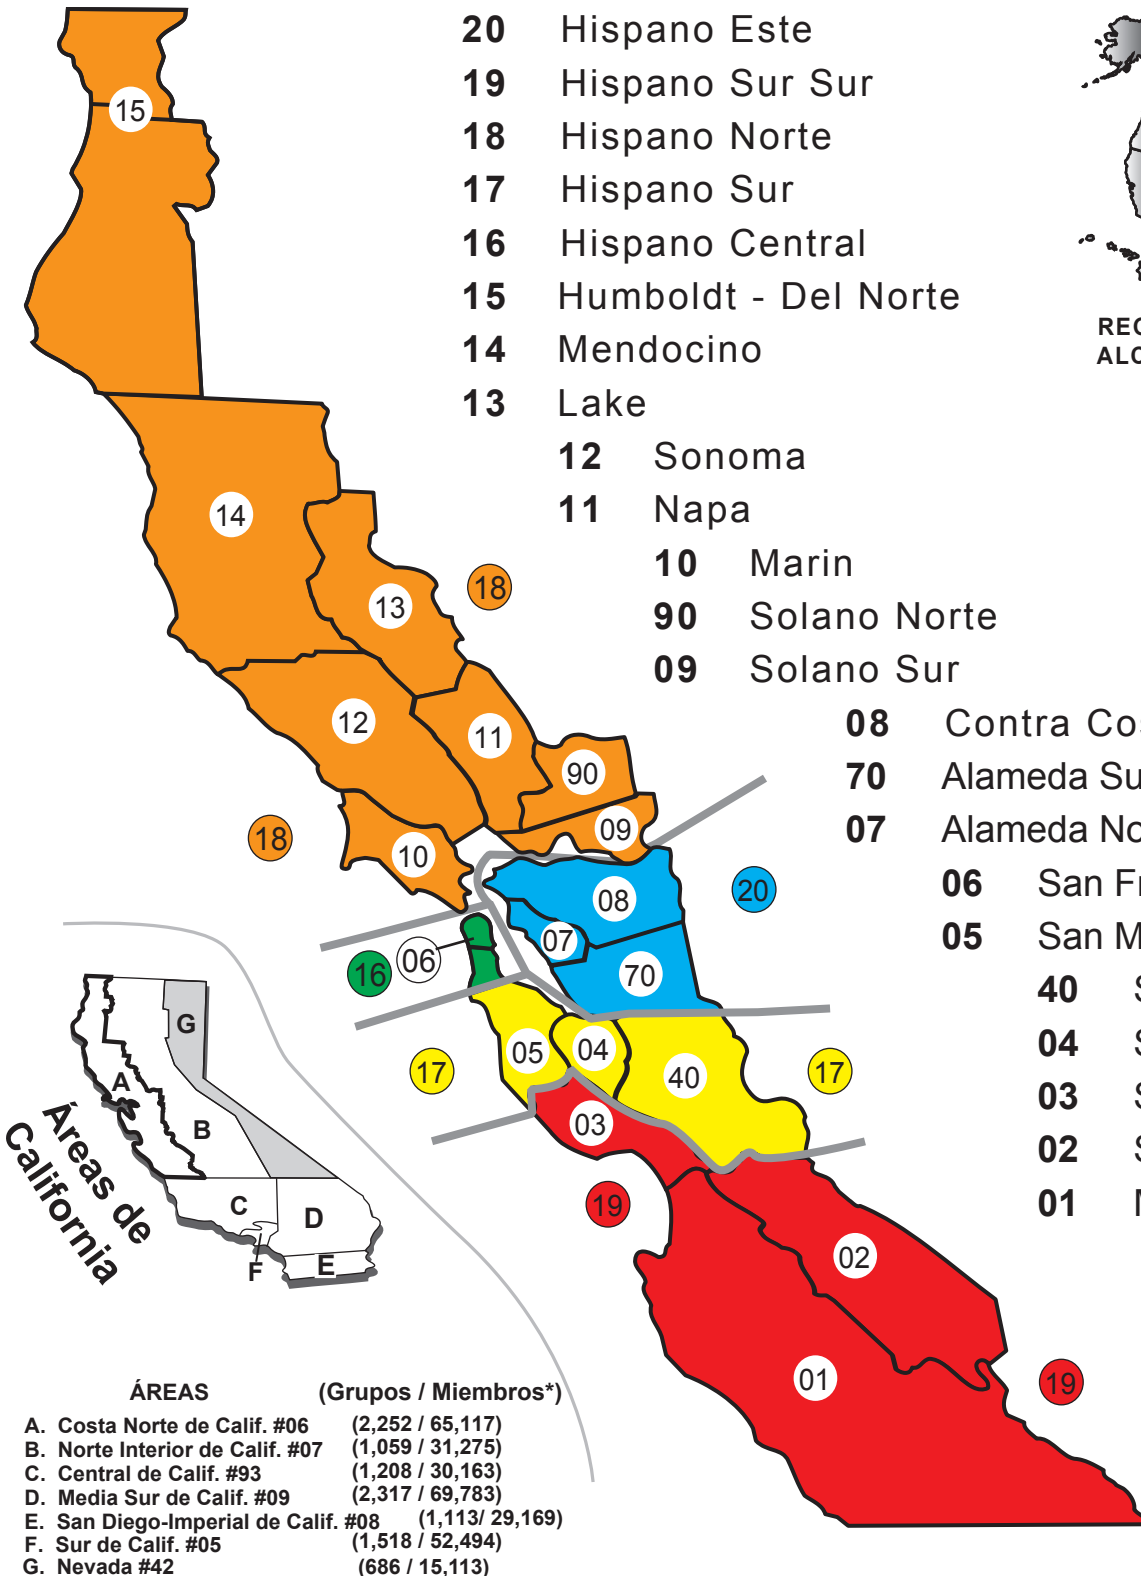 20 Hispano Este
19 Hispano Sur Sur
18 Hispano Norte
17 Hispano Sur
16 Hispano Central
15 Humboldt - Del Norte
14 Mendocino
13 Lake
12 Sonoma
11 Napa
10 Marin
90 Solano Norte
09 Solano Sur
08 Contra
70 Alameda
07 Alameda
06 San
05 San
40
04
03
02
01
15
14
13
18
12
11
90
09
18
10
08
20
07
16
06
70
05
04
17
40
17
03
19
02
01
19
G
A
B
C
D
F
E
Áreas de
California
ÁREAS (Grupos / Miembros*)
A. Costa Norte de Calif. #06 (2,252 / 65,117)
B. Norte Interior de Calif. #07 (1,059 / 31,275)
C. Central de Calif. #93 (1,208 / 30,163)
D. Media Sur de Calif. #09 (2,317 / 69,783)
E. San Diego-Imperial de Calif. #08 (1,113/ 29,169)
F. Sur de Calif. #05 (1,518 / 52,494)
G. Nevada #42 (686 / 15,113)